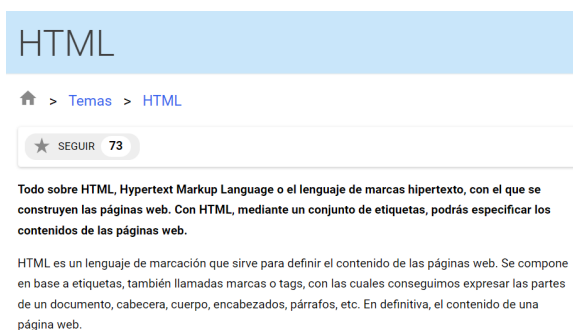 HTML
> Temas > HTML
SEGUIR 73
Todo sobre HTML, Hypertext Markup Language o el lenguaje de marcas hipertexto, con el que se
construyen las páginas web. Con HTML, mediante un conjunto de etiquetas, podrás especificar los
contenidos de las páginas web.
HTML es un lenguaje de marcación que sirve para definir el contenido de las páginas web. Se compone
en base a etiquetas, también llamadas marcas o tags, con las cuales conseguimos expresar las partes
de un documento, cabecera, cuerpo, encabezados, párrafos, etc. En definitiva, el contenido de una
página web.